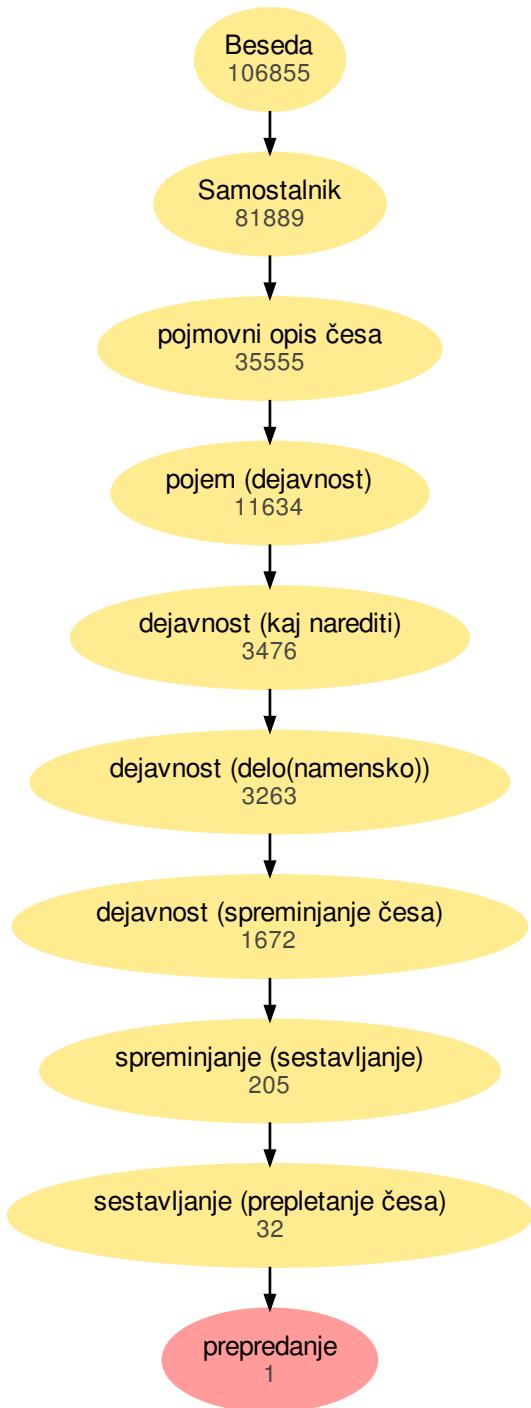 Beseda
106855
Samostalnik
81889
pojmovni opis česa
35555
pojem (dejavnost)
11634
dejavnost (kaj narediti)
3476
dejavnost (delo(namensko))
3263
dejavnost (spreminjanje česa)
1672
spreminjanje (sestavljanje)
205
sestavljanje (prepletanje česa)
32
prepredanje
1